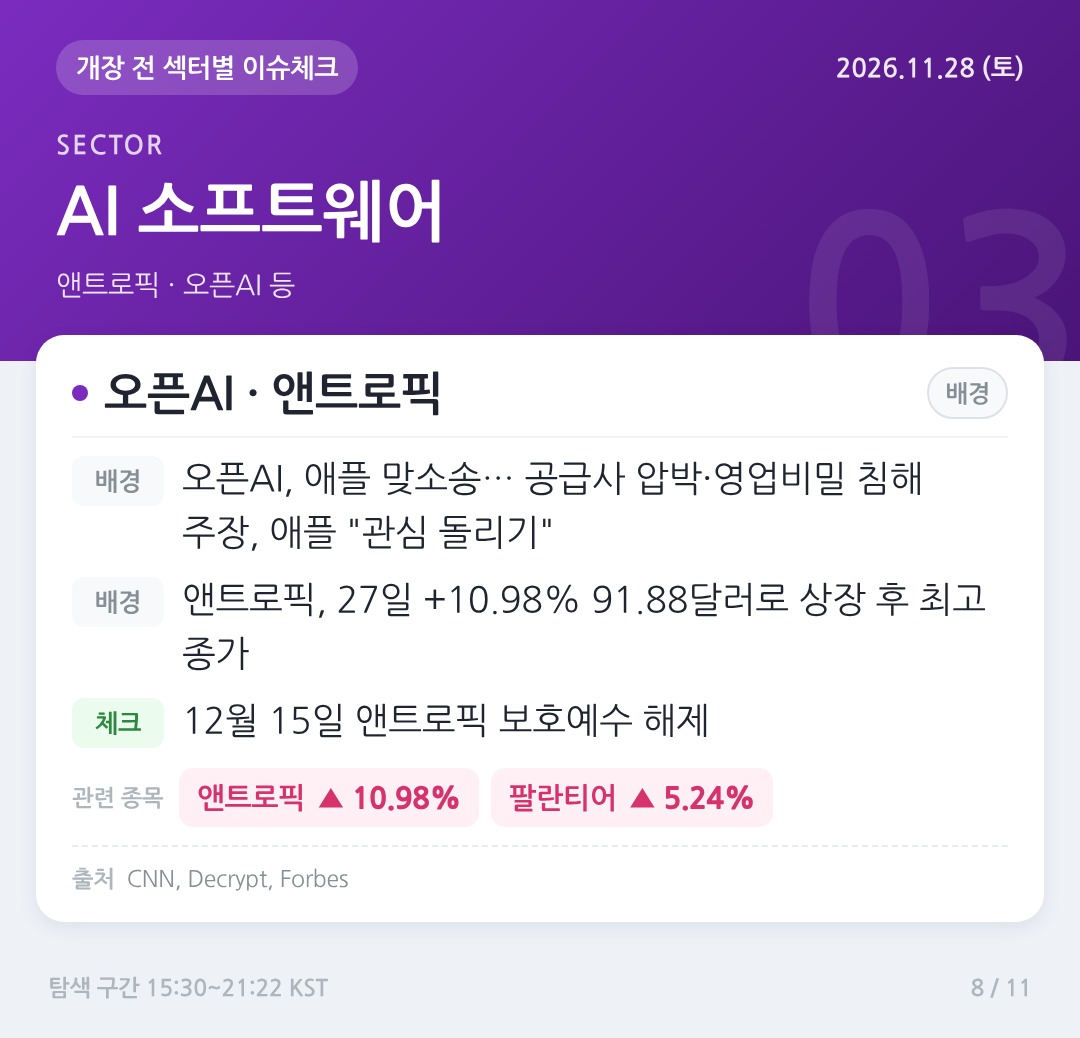 개장 전 섹터별 이슈체크
2026.11.28 (토)
SECTOR
AI 소프트웨어
앤트로픽 · 오픈AI 등
03
오픈AI · 앤트로픽
배경
배경
오픈AI, 애플 맞소송… 공급사 압박·영업비밀 침해
주장, 애플 "관심 돌리기"
배경
앤트로픽, 27일 +10.98% 91.88달러로 상장 후 최고
종가
체크
12월 15일 앤트로픽 보호예수 해제
관련 종목
앤트로픽 ▲ 10.98%
팔란티어 ▲ 5.24%
출처 CNN, Decrypt, Forbes
탐색 구간 15:30~21:22 KST
8 / 11